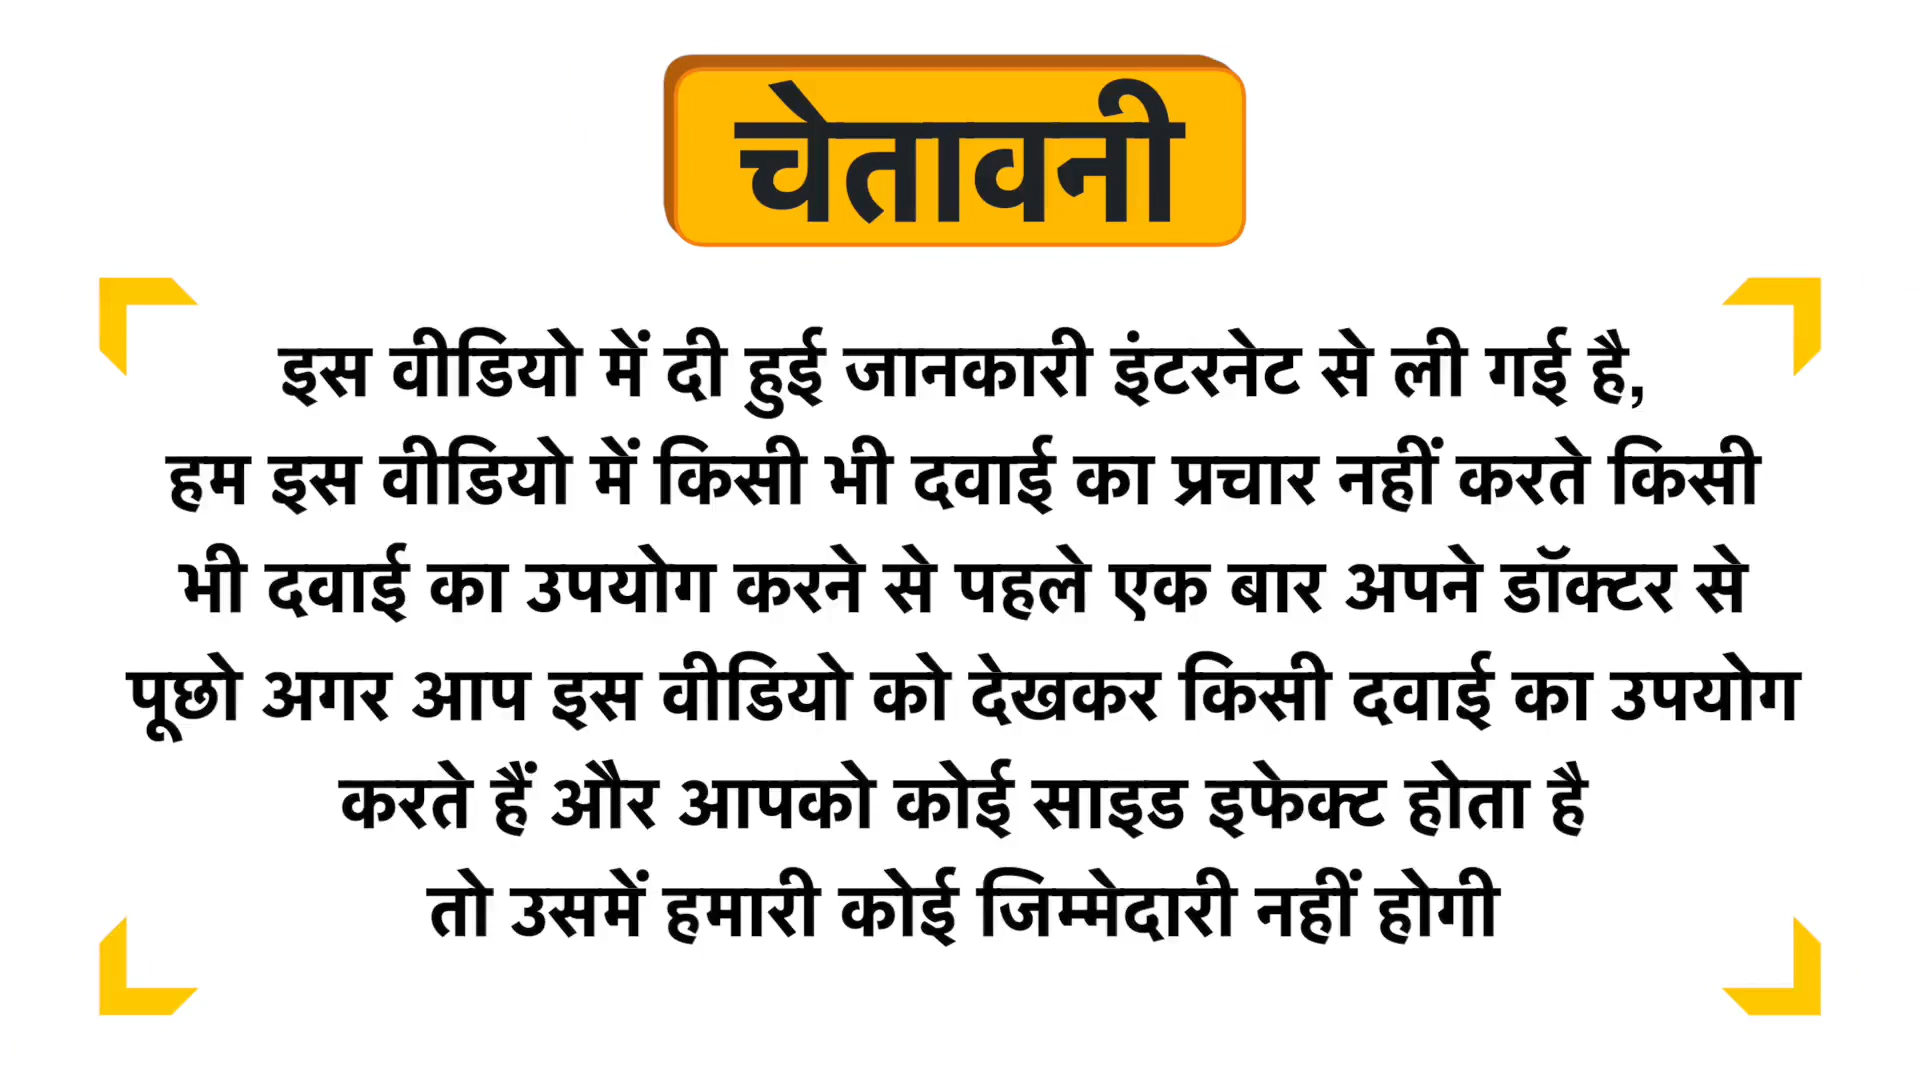 चेतावनी
इस वीडियो में दी हुई जानकारी इंटरनेट से ली गई है,
हम इस वीडियो में किसी भी दवाई का प्रचार नहीं करते किसी
भी दवाई का उपयोग करने से पहले एक बार अपने डॉक्टर से
पूछो अगर आप इस वीडियो को देखकर किसी दवाई का उपयोग
करते हैं और आपको कोई साइड इफेक्ट होता है
तो उसमें हमारी कोई जिम्मेदारी नहीं होगी